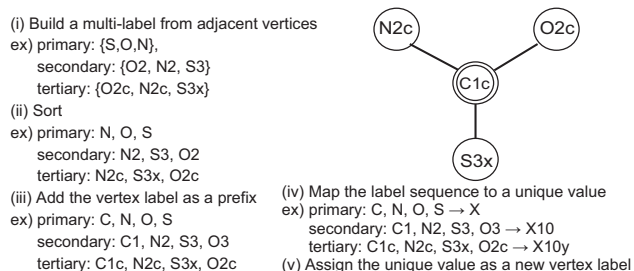 (i) Build a multi-label from adjacent vertices
ex) primary: {S,O,N},
secondary: {O2, N2, S3}
tertiary: {O2c, N2c, S3x}
(ii) Sort
ex) primary: N, O, S
secondary: N2, S3, O2
tertiary: N2c, S3x, O2c
(iii) Add the vertex label as a prefix
ex) primary: C, N, O, S
secondary: C1, N2, S3, O3
tertiary: C1c, N2c, S3x, O2c
N2c
O2c
C1c
S3x
(iv) Map the label sequence to a unique value
ex) primary: C, N, O, S → X
secondary: C1, N2, S3, O3 → X10
tertiary: C1c, N2c, S3x, O2c → X10y
(v) Assign the unique value as a new vertex label